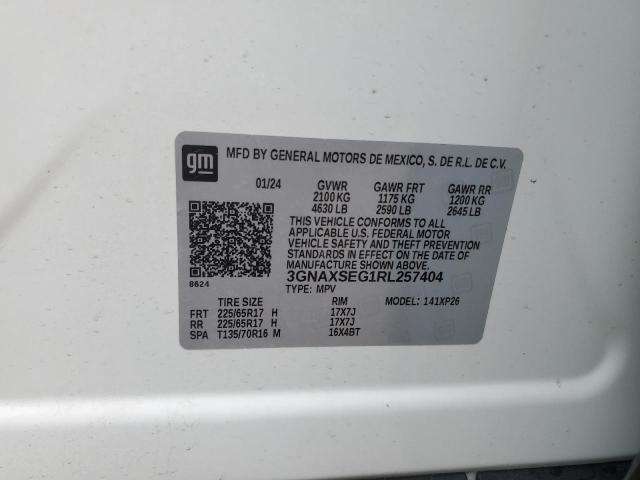 gm
MFD BY GENERAL MOTORS DE MEXICO, S. DE R.L. DE C.V.
01/24 GVWR GAWR FRT GAWR RR
2100 KG 1175 KG 1200 KG
4630 LB 2590 LB 2645 LB
THIS VEHICLE CONFORMS TO ALL
APPLICABLE U.S. FEDERAL MOTOR
VEHICLE SAFETY AND THEFT PREVENTION
STANDARDS IN EFFECT ON THE DATE OF
MANUFACTURE SHOWN ABOVE.
3GNAXSEG1RL257404
8624
TYPE: MPV MODEL: 141XP26
TIRE SIZE RIM
FRT 225/65R17 H 17X7J
RR 225/65R17 H 17X7J
SPA T135/70R16 M 16X4BT